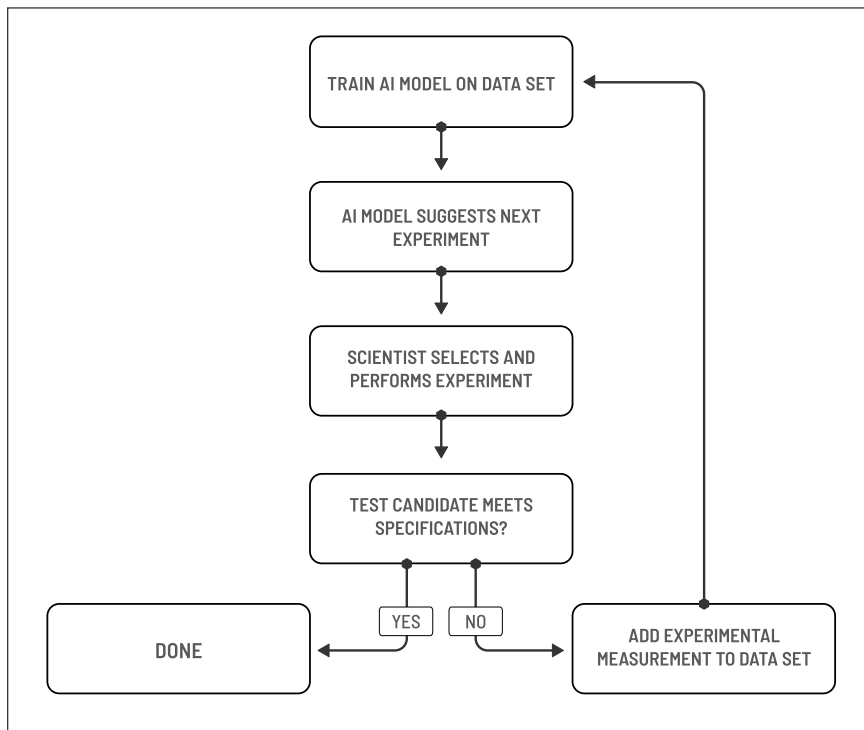 TRAIN AI MODEL ON DATA SET
AI MODEL SUGGESTS NEXT
EXPERIMENT
SCIENTIST SELECTS AND
PERFORMS EXPERIMENT
TEST CANDIDATE MEETS
SPECIFICATIONS?
YES
NO
DONE
ADD EXPERIMENTAL
MEASUREMENT TO DATA SET